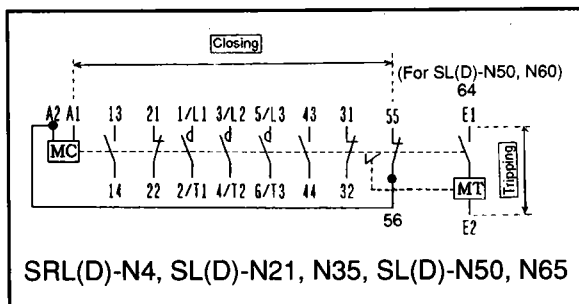 Closing
(For SL(D)-N50, N60)
64
A2 A1 13 21 1/L1 3/L2 5/L3 43 31 55 E1
MC
MT
Tripping
14 22 2/T1 4/T2 6/T3 44 32
56 E2
SRL(D)-N4, SL(D)-N21, N35, SL(D)-N50, N65